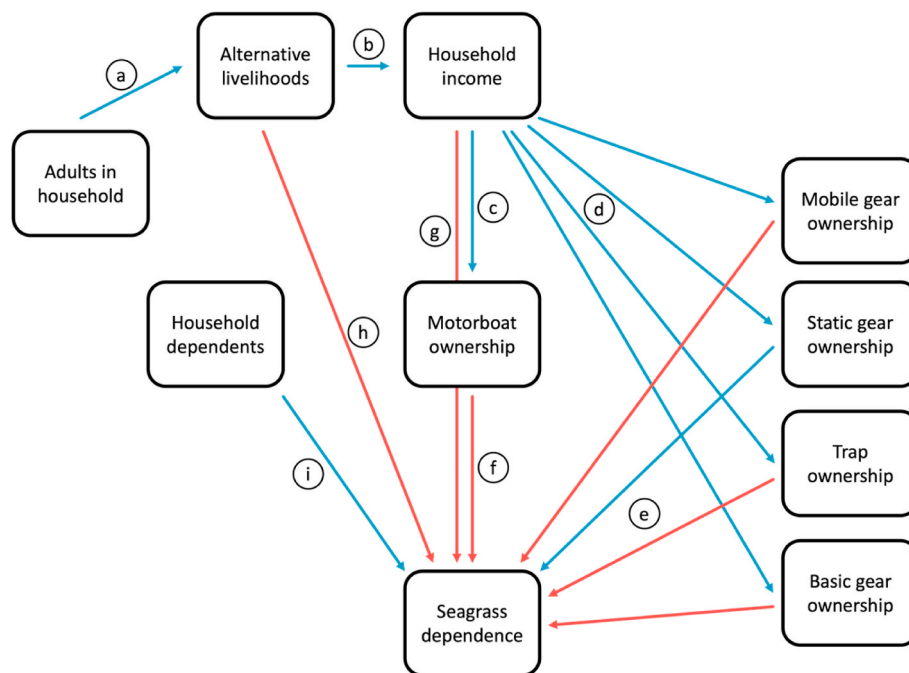 Alternative
livelihoods
b
Household
income
a
Adults in
household
Mobile gear
ownership
c
d
g
Household
dependents
Motorboat
ownership
Static gear
ownership
h
Trap
ownership
i
f
e
Seagrass
dependence
Basic gear
ownership